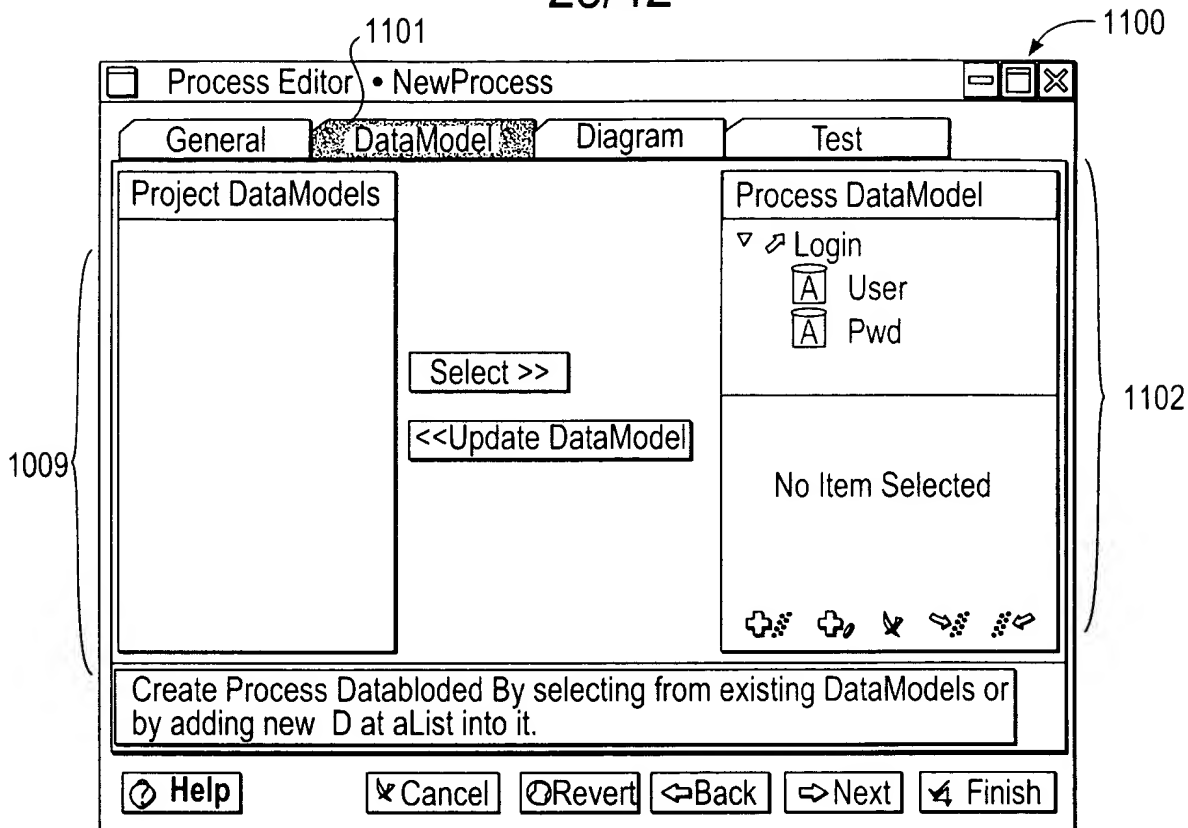 1101
1100
Process Editor • NewProcess
General DataModel Diagram Test
Project DataModels
Process DataModel
Login
A User
A Pwd
Select >>
<<Update DataModel
1102
1009
No Item Selected
Create Process Databloded By selecting from existing DataModels or
by adding new D at aList into it.
? Help Cancel Revert Back Next Finish